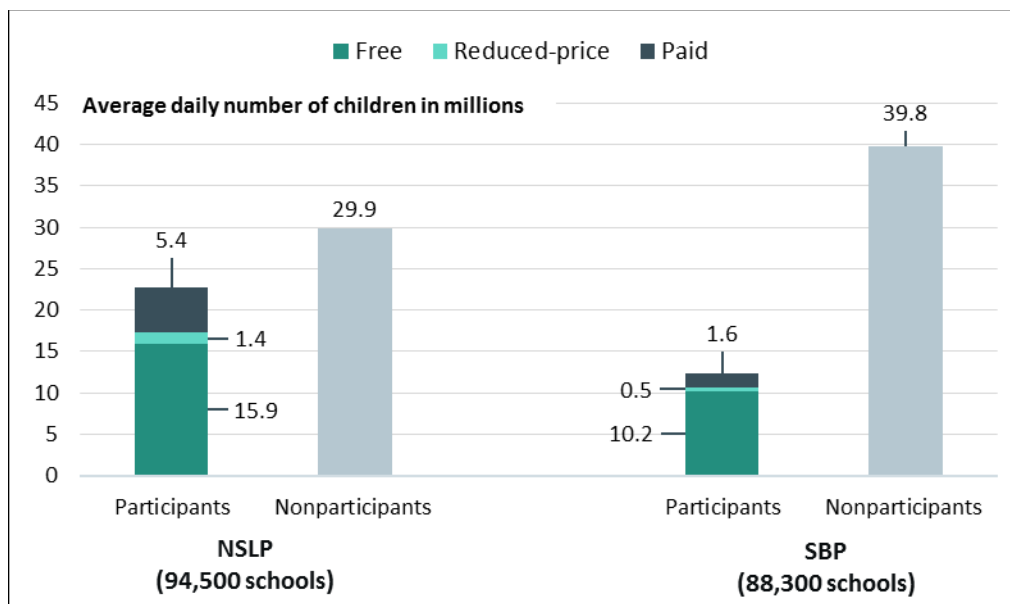 Free Reduced-price Paid
Average daily number of children in millions
45
40
35
30
25
20
15
10
5
0
5.4
1.4
15.9
29.9
1.6
0.5
10.2
39.8
Participants Nonparticipants Participants Nonparticipants
NSLP
(94,500 schools)
SBP
(88,300 schools)